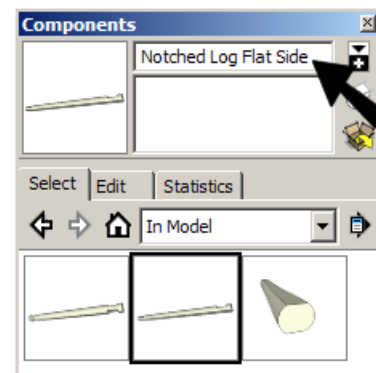 Components
Notched Log Flat Side
Select Edit Statistics
In Model